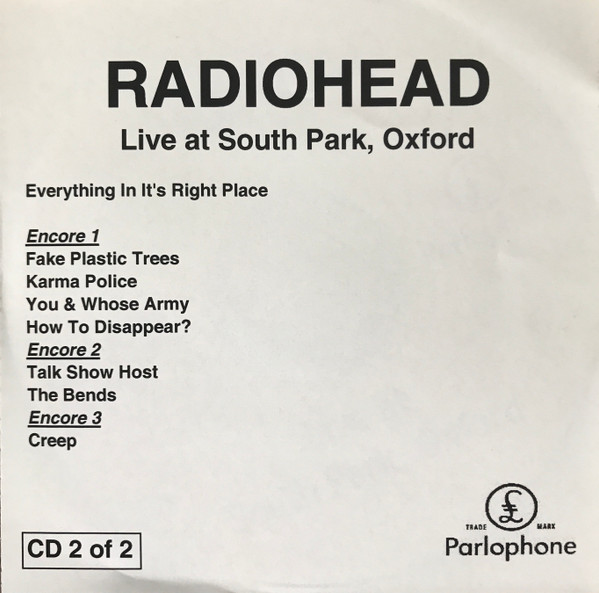 RADIOHEAD
Live at South Park, Oxford
Everything In It's Right Place
Encore 1
Fake Plastic Trees
Karma Police
You & Whose Army
How To Disappear?
Encore 2
Talk Show Host
The Bends
Encore 3
Creep
£
TRADE MARK
Parlophone
CD 2 of 2